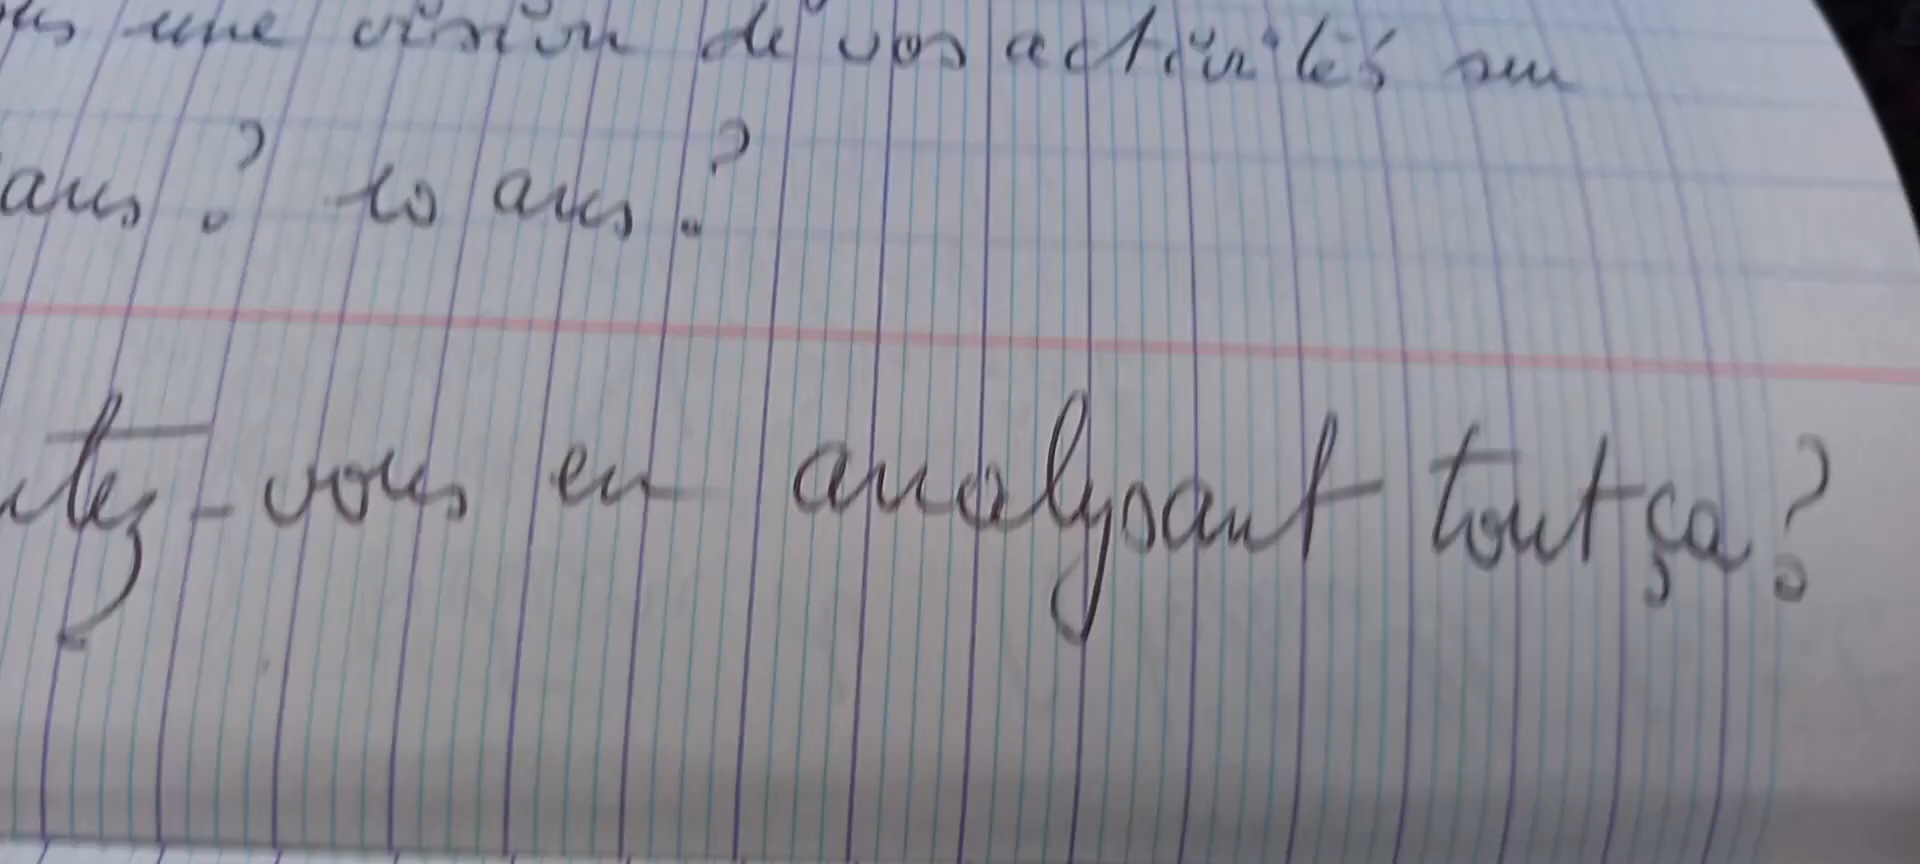 une vision de vos activités sur
ans ? 10 ans ?
-vous en analysant tout ça ?